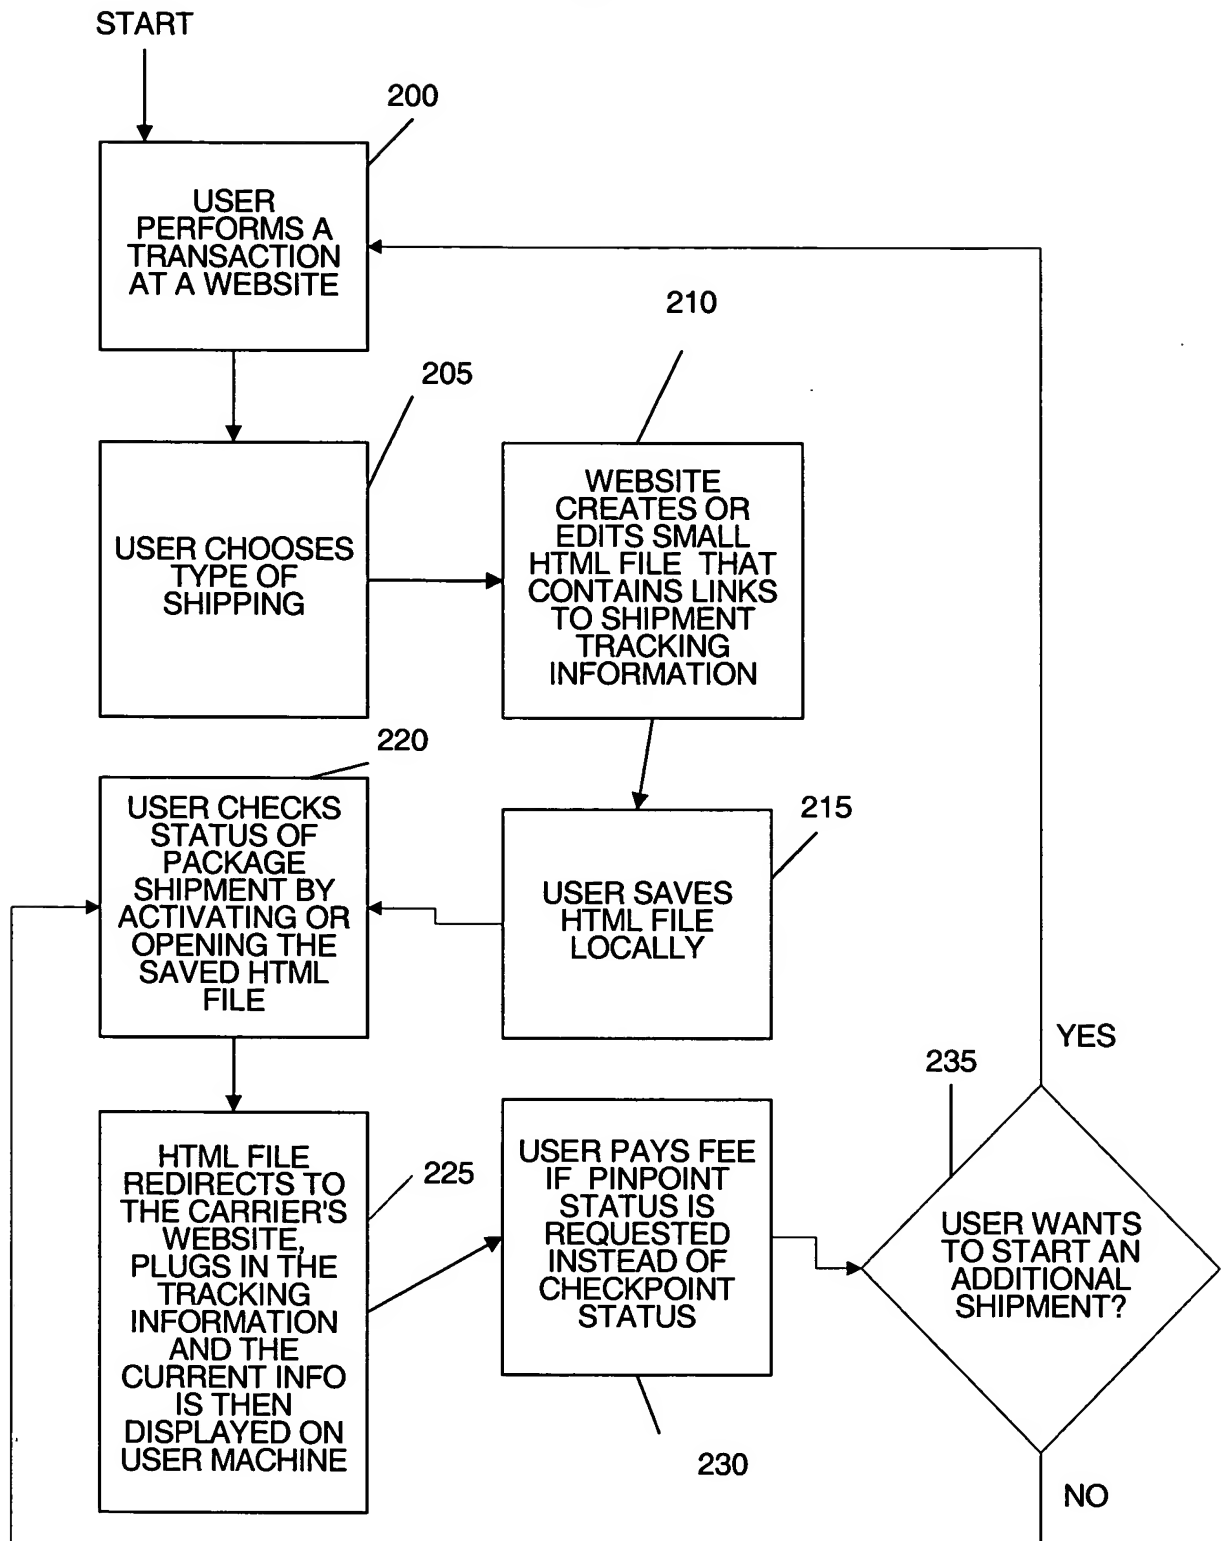 START
200
USER
PERFORMS A
TRANSACTION
AT A WEBSITE
210
205
USER CHOOSES
TYPE OF
SHIPPING
WEBSITE
CREATES OR
EDITS SMALL
HTML FILE THAT
CONTAINS LINKS
TO SHIPMENT
TRACKING
INFORMATION
220
USER CHECKS
STATUS OF
PACKAGE
SHIPMENT BY
ACTIVATING OR
OPENING THE
SAVED HTML
FILE
215
USER SAVES
HTML FILE
LOCALLY
YES
235
HTML FILE
REDIRECTS TO
THE CARRIER'S
WEBSITE,
PLUGS IN THE
TRACKING
INFORMATION
AND THE
CURRENT INFO
IS THEN
DISPLAYED ON
USER MACHINE
225
USER PAYS FEE
IF PINPOINT
STATUS IS
REQUESTED
INSTEAD OF
CHECKPOINT
STATUS
230
USER WANTS
TO START AN
ADDITIONAL
SHIPMENT?
NO